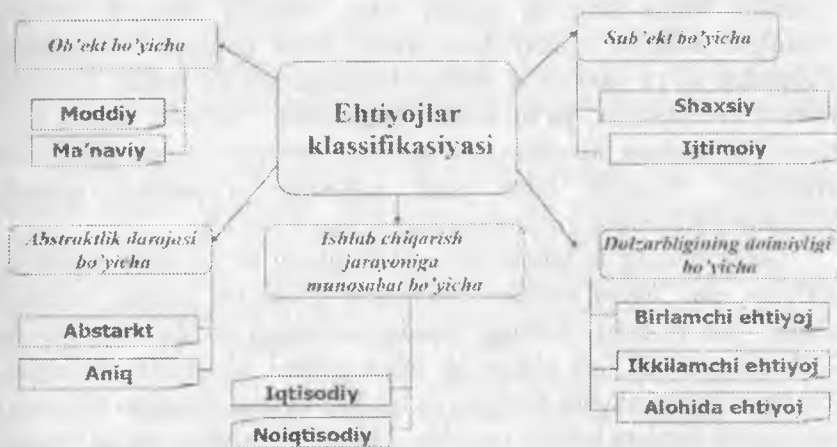 Ob'ekt bo'yicha
Moddiy
Ma'naviy
Ehtiyojlar
klassifikasiyasi
Sub'ekt bo'yicha
Shaxsiy
Ijtimoiy
Abstraktlik darajasi
bo'yicha
Abstarkt
Aniq
Ishlab chiqarish
jarayoniga
munosabat bo'yicha
Iqtisodiy
Noiqtisodiy
Dolzarbligining doimiyligi
bo'yicha
Birlamchi ehtiyoj
Ikkilamchi ehtiyoj
Alohida ehtiyoj